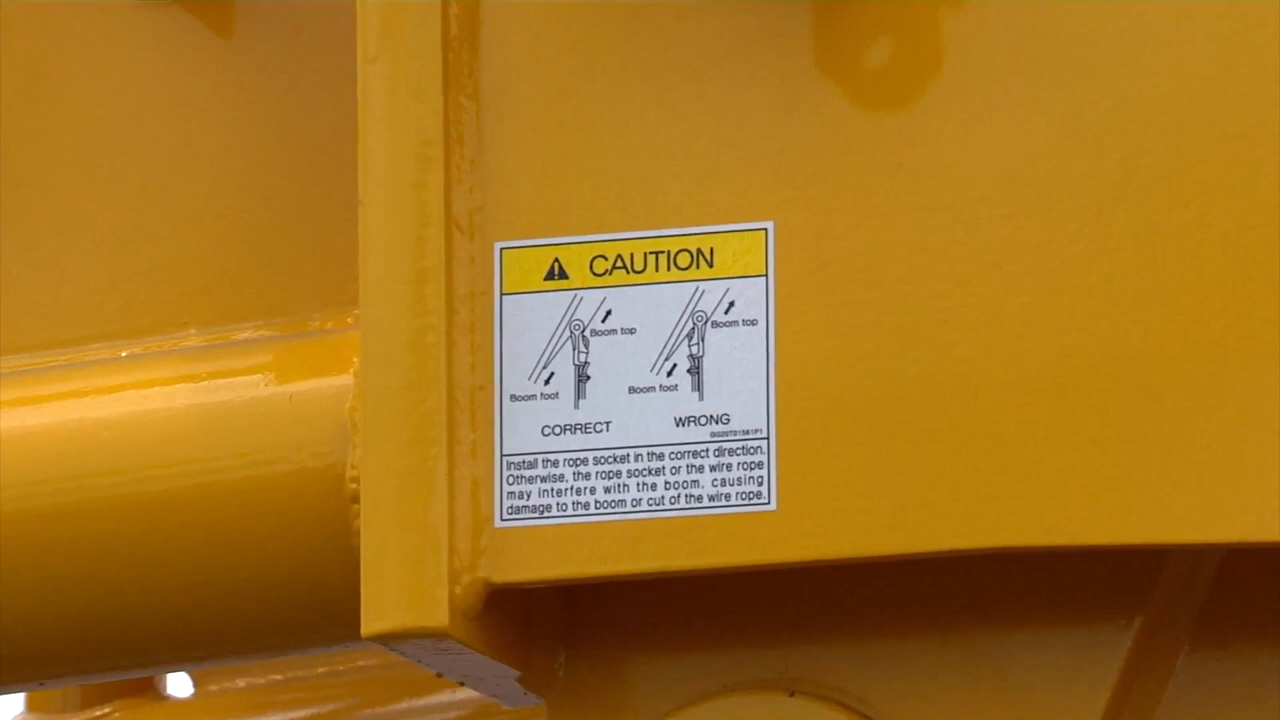 CAUTION
Boom top
Boom foot
CORRECT
Boom top
Boom foot
WRONG
GG20T01561P1
Install the rope socket in the correct direction.
Otherwise, the rope socket or the wire rope
may interfere with the boom, causing
damage to the boom or cut of the wire rope.